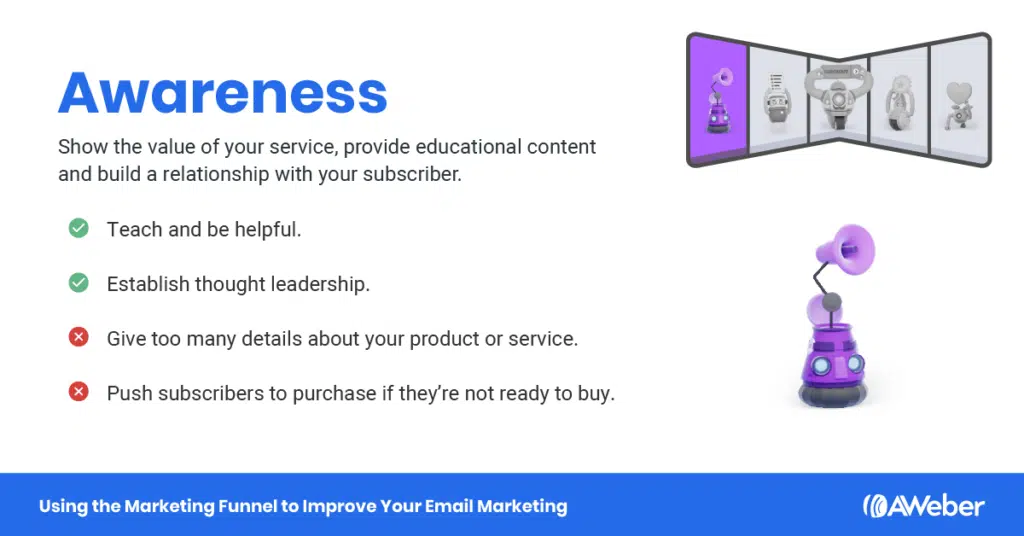 Awareness
Show the value of your service, provide educational content
and build a relationship with your subscriber.
Teach and be helpful.
Establish thought leadership.
Give too many details about your product or service.
Push subscribers to purchase if they’re not ready to buy.
Using the Marketing Funnel to Improve Your Email Marketing
AWeber